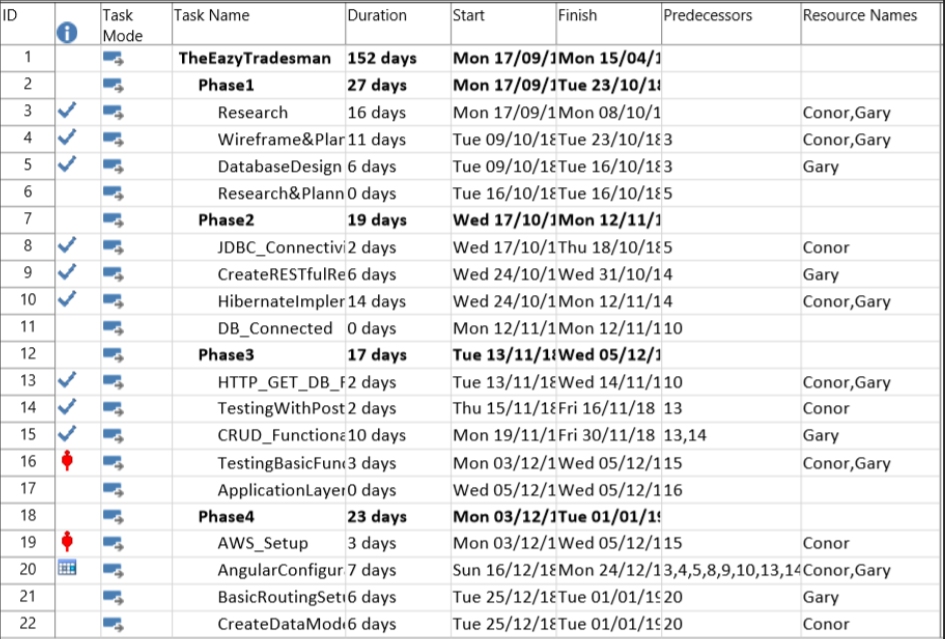 ID Task Mode Task Name Duration Start Finish Predecessors Resource Names
1 TheEazyTradesman 152 days Mon 17/09/1 Mon 15/04/1
2 Phase1 27 days Mon 17/09/1 Tue 23/10/18
3 Research 16 days Mon 17/09/1 Mon 08/10/1 Conor,Gary
4 Wireframe&Plan 11 days Tue 09/10/18 Tue 23/10/18 3 Conor,Gary
5 DatabaseDesign 6 days Tue 09/10/18 Tue 16/10/18 3 Gary
6 Research&Plann 0 days Tue 16/10/18 Tue 16/10/18 5
7 Phase2 19 days Wed 17/10/1 Mon 12/11/1
8 JDBC_Connectivi 2 days Wed 17/10/1 Thu 18/10/18 5 Conor
9 CreateRESTfulRe 6 days Wed 24/10/1 Wed 31/10/1 4 Gary
10 HibernateImplem 14 days Wed 24/10/1 Mon 12/11/1 4 Conor,Gary
11 DB_Connected 0 days Mon 12/11/1 Mon 12/11/1 10
12 Phase3 17 days Tue 13/11/18 Wed 05/12/1
13 HTTP_GET_DB_F 2 days Tue 13/11/18 Wed 14/11/1 10 Conor,Gary
14 TestingWithPost 2 days Thu 15/11/18 Fri 16/11/18 13 Conor
15 CRUD_Functiona 10 days Mon 19/11/1 Fri 30/11/18 13,14 Gary
16 TestingBasicFunc 3 days Mon 03/12/1 Wed 05/12/1 15 Conor,Gary
17 ApplicationLayer 0 days Wed 05/12/1 Wed 05/12/1 16
18 Phase4 23 days Mon 03/12/1 Tue 01/01/19
19 AWS_Setup 3 days Mon 03/12/1 Wed 05/12/1 15 Conor
20 AngularConfigur 7 days Sun 16/12/18 Mon 24/12/1 3,4,5,8,9,10,13,14 Conor,Gary
21 BasicRoutingSetu 6 days Tue 25/12/18 Tue 01/01/19 20 Gary
22 CreateDataMode 6 days Tue 25/12/18 Tue 01/01/19 20 Conor